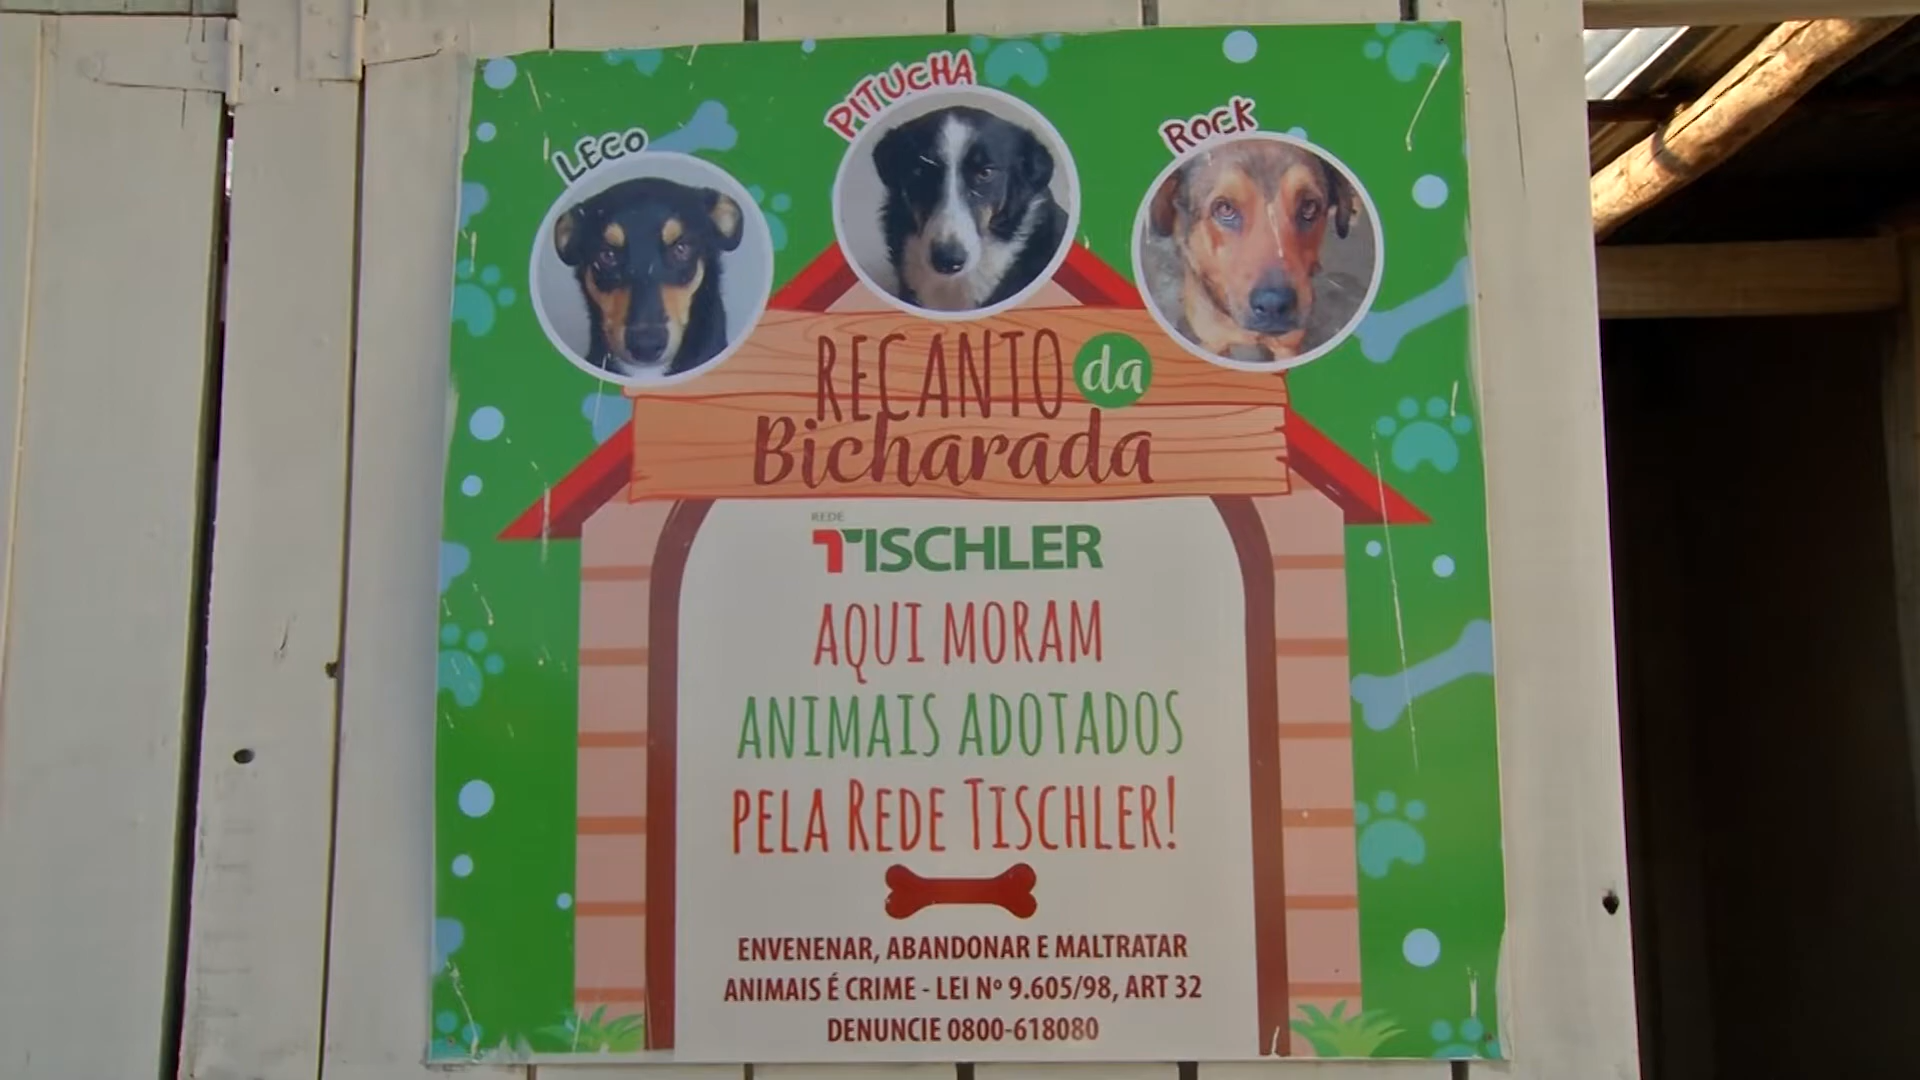 LECO
PITUCHA
ROCK
RECANTO da
Bicharada
REDE
TISCHLER
AQUI MORAM
ANIMAIS ADOTADOS
PELA REDE TISCHLER!
ENVENENAR, ABANDONAR E MALTRATAR
ANIMAIS É CRIME - LEI Nº 9.605/98, ART 32
DENUNCIE 0800-618080